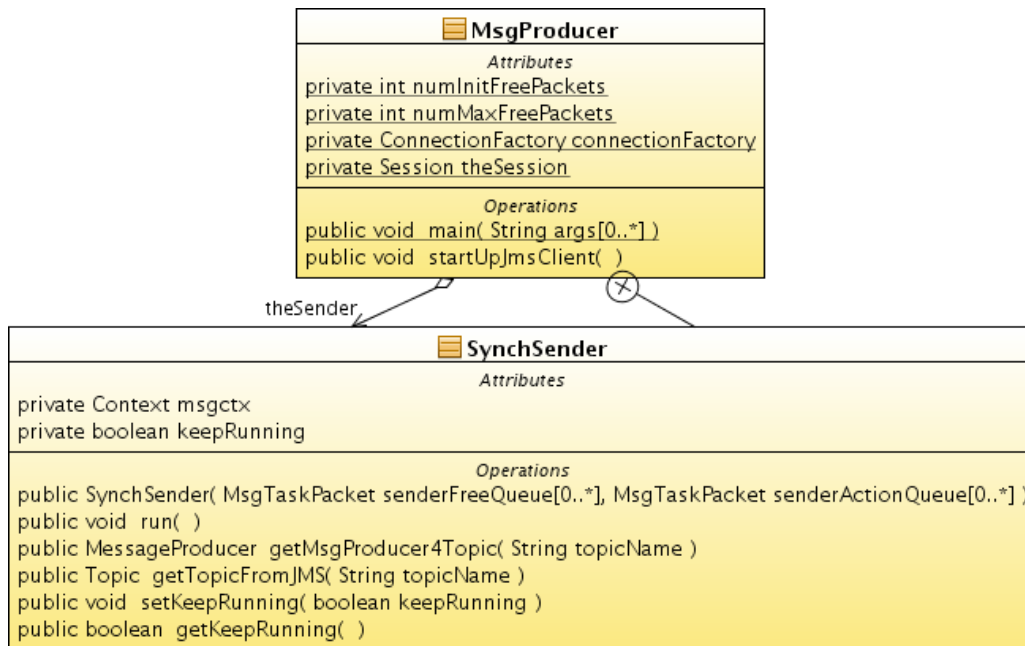 MsgProducer
Attributes
private int numInitFreePackets
private int numMaxFreePackets
private ConnectionFactory connectionFactory
private Session theSession
Operations
public void main( String args[0..*] )
public void startUpJmsClient( )
theSender
SynchSender
Attributes
private Context msgctx
private boolean keepRunning
Operations
public SynchSender( MsgTaskPacket senderFreeQueue[0..*], MsgTaskPacket senderActionQueue[0..*] )
public void run( )
public MessageProducer getMsgProducer4Topic( String topicName )
public Topic getTopicFromJMS( String topicName )
public void setKeepRunning( boolean keepRunning )
public boolean getKeepRunning( )